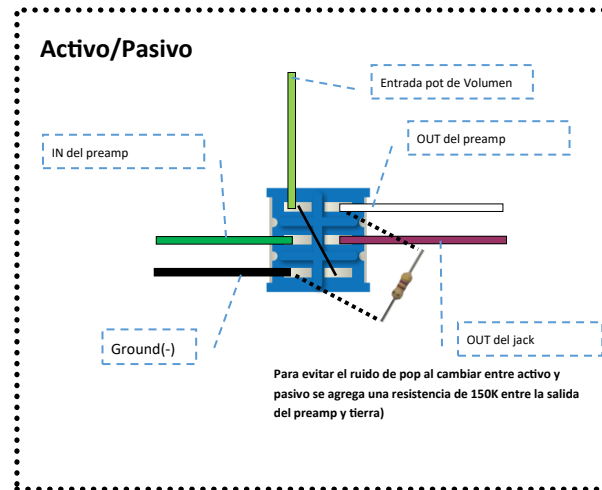 Activo/Pasivo
Entrada pot de Volumen
IN del preamp
OUT del preamp
Ground(-)
OUT del jack
Para evitar el ruido de pop al cambiar entre activo y
pasivo se agrega una resistencia de 150K entre la salida
del preamp y tierra)